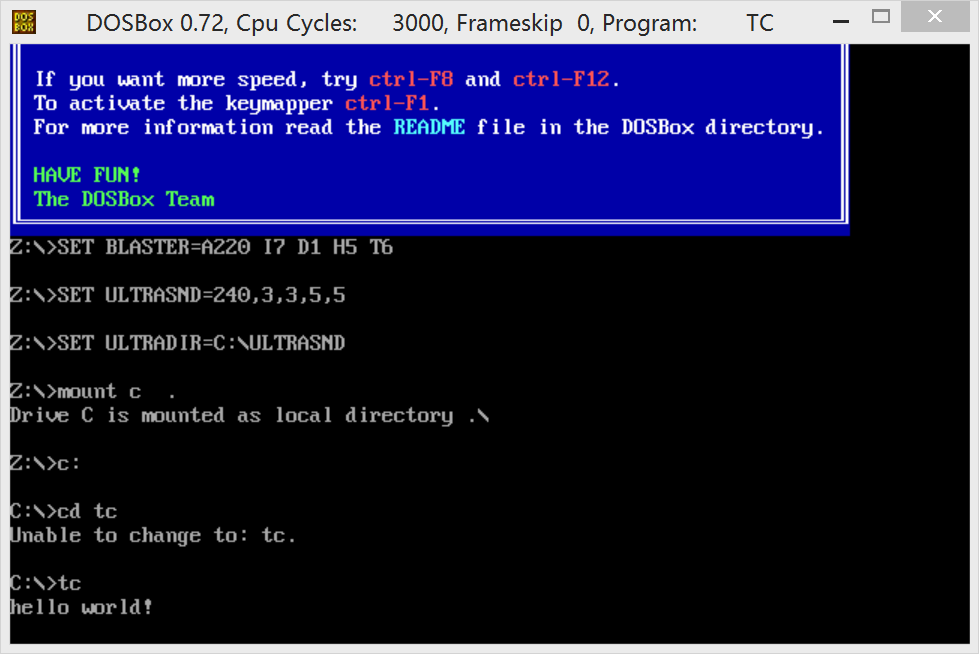 DOS BOX
DOSBox 0.72, Cpu Cycles: 3000, Frameskip 0, Program: TC
If you want more speed, try ctrl-F8 and ctrl-F12.
To activate the keymapper ctrl-F1.
For more information read the README file in the DOSBox directory.
HAVE FUN!
The DOSBox Team
Z:\>SET BLASTER=A220 I7 D1 H5 T6
Z:\>SET ULTRASND=240,3,3,5,5
Z:\>SET ULTRADIR=C:\ULTRASND
Z:\>mount c  .
Drive C is mounted as local directory .\
Z:\>c:
C:\>cd tc
Unable to change to: tc.
C:\>tc
hello world!